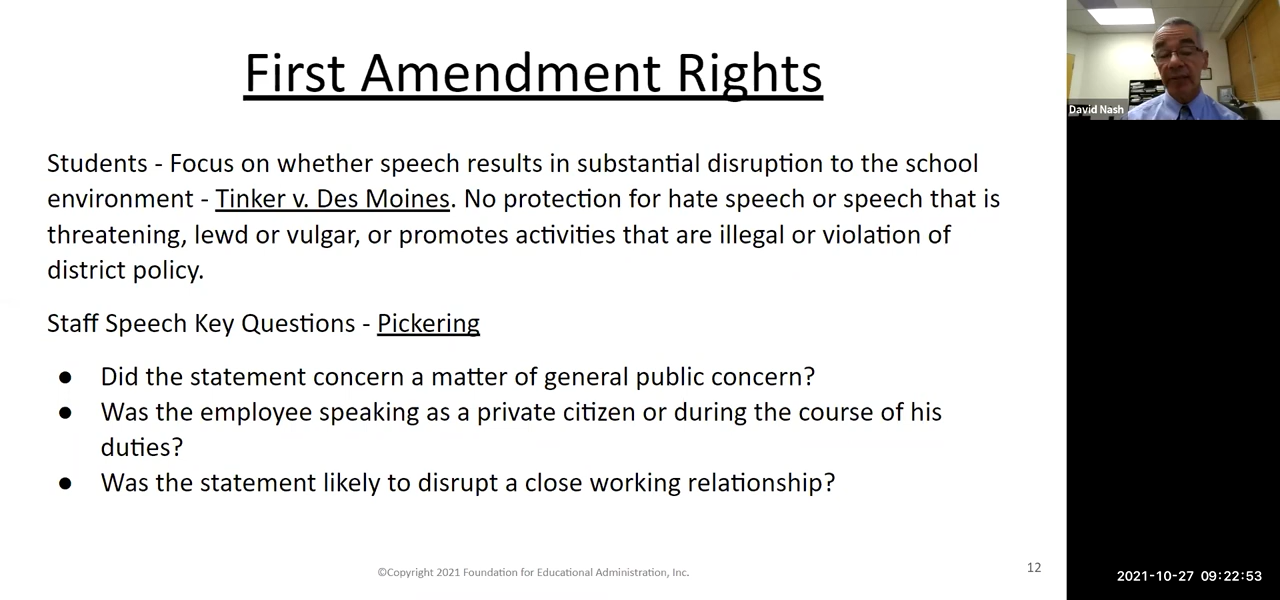 First Amendment Rights
Students - Focus on whether speech results in substantial disruption to the school
environment - Tinker v. Des Moines. No protection for hate speech or speech that is
threatening, lewd or vulgar, or promotes activities that are illegal or violation of
district policy.
Staff Speech Key Questions - Pickering
● Did the statement concern a matter of general public concern?
● Was the employee speaking as a private citizen or during the course of his
duties?
● Was the statement likely to disrupt a close working relationship?
©Copyright 2021 Foundation for Educational Administration, Inc.
12
David Nash
2021-10-27 09:22:53